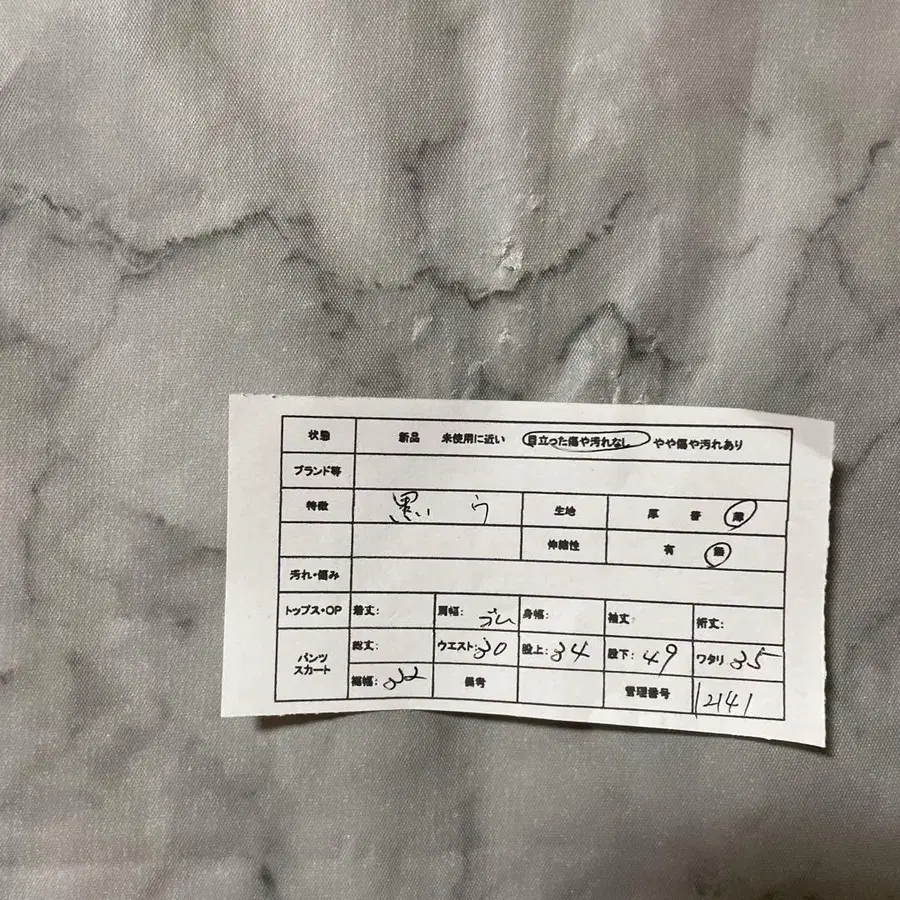 状態 新品 未使用に近い 目立った傷や汚れなし やや傷や汚れあり
ブランド等
特徴 黒い う 生地 厚 普 薄
伸縮性 有 無
汚れ・傷み
トップス・OP 着丈: 肩幅: 身幅: 袖丈: 裄丈:
パンツ スカート 総丈: ウエスト:30 ゴム 股上:34 股下:49 ワタリ 35
裾幅:22 備考 管理番号 12141